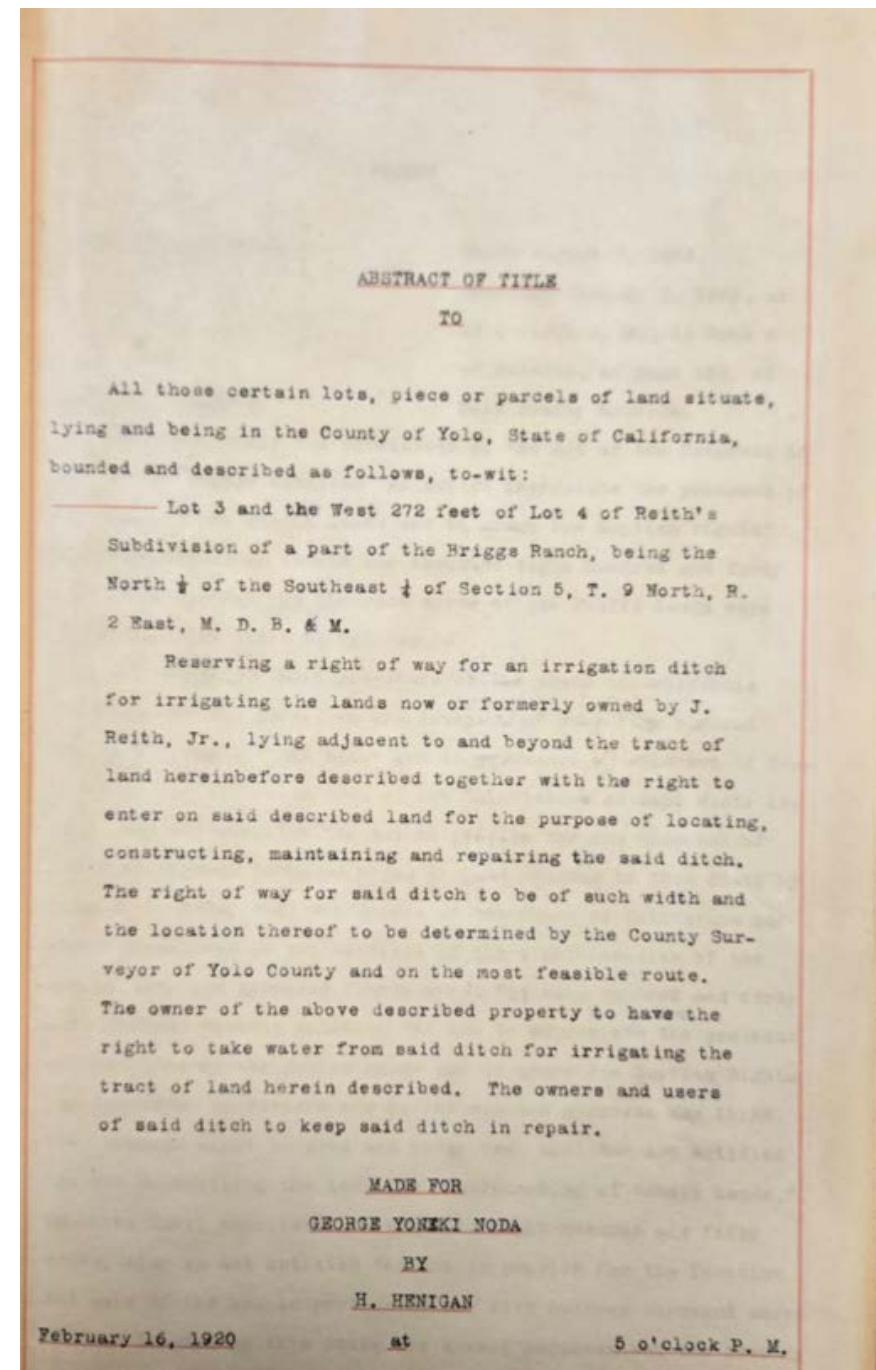 ABSTRACT OF TITLE
TO
All those certain lots, piece or parcels of land situate,
lying and being in the County of Yolo, State of California,
bounded and described as follows, to-wit:
Lot 3 and the West 272 feet of Lot 4 of Reith's
Subdivision of a part of the Briggs Ranch, being the
North ½ of the Southeast ¼ of Section 5, T. 9 North, R.
2 East, M. D. B. & M.
Reserving a right of way for an irrigation ditch
for irrigating the lands now or formerly owned by J.
Reith, Jr., lying adjacent to and beyond the tract of
land hereinbefore described together with the right to
enter on said described land for the purpose of locating,
constructing, maintaining and repairing the said ditch.
The right of way for said ditch to be of such width and
the location thereof to be determined by the County Sur-
veyor of Yolo County and on the most feasible route.
The owner of the above described property to have the
right to take water from said ditch for irrigating the
tract of land herein described. The owners and users
of said ditch to keep said ditch in repair.
MADE FOR
GEORGE YONEKI NODA
BY
H. HENIGAN
February 16, 1920 at 5 o'clock P. M.